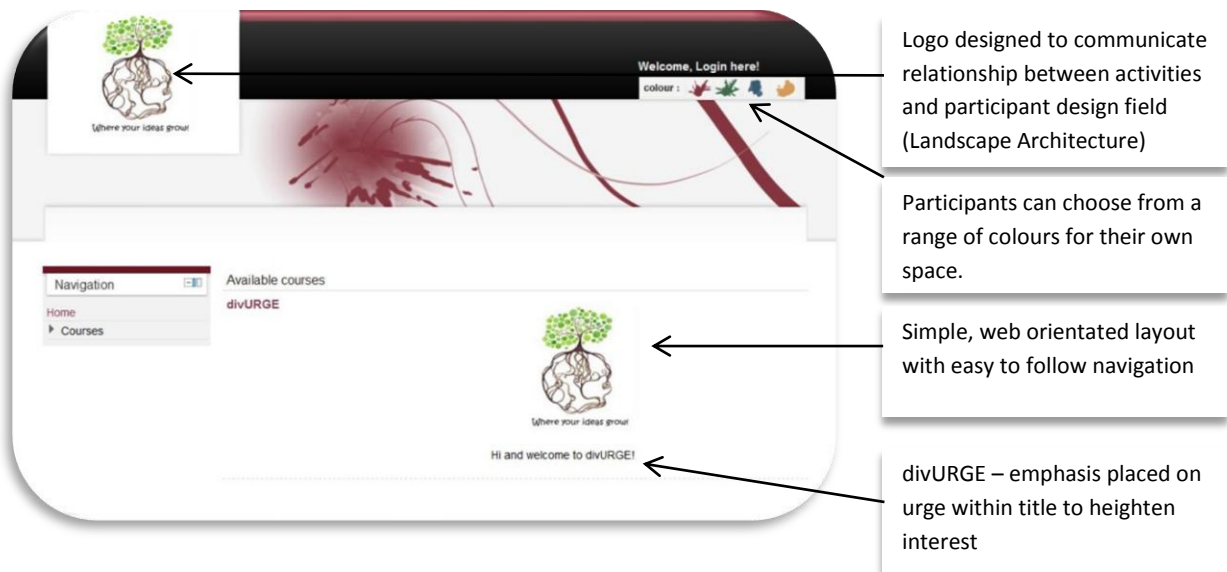 Where your ideas grow!
Welcome, Login here!
colour :
Navigation
Home
Courses
Available courses
divURGE
Where your ideas grow!
Hi and welcome to divURGE!
Logo designed to communicate
relationship between activities
and participant design field
(Landscape Architecture)
Participants can choose from a
range of colours for their own
space.
Simple, web orientated layout
with easy to follow navigation
divURGE – emphasis placed on
urge within title to heighten
interest